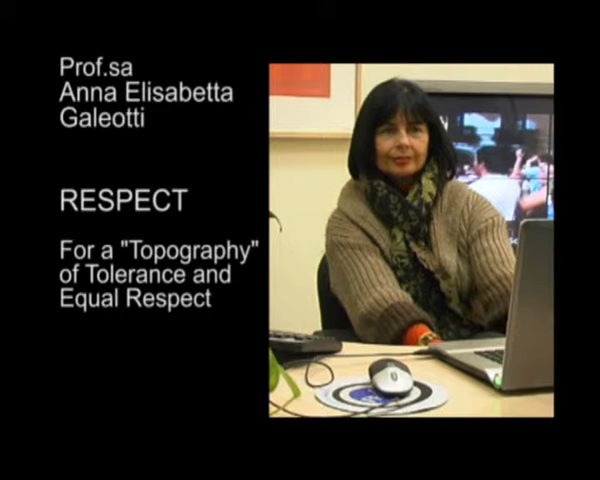 Prof.sa
Anna Elisabetta
Galeotti
RESPECT
For a "Topography"
of Tolerance and
Equal Respect